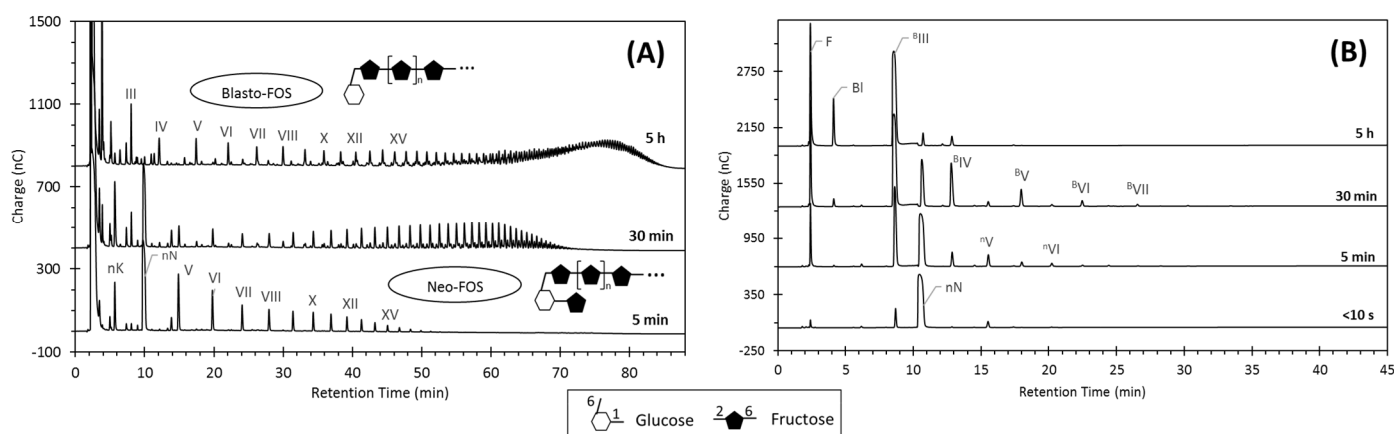 (A)
Charge (nC)
1500
1100
700
300
-100
Blasto-FOS
n
III
IV
V
VI
VII
VIII
X
XII
XV
5 h
30 min
nK
nN
V
VI
VII
VIII
X
XII
XV
Neo-FOS
n
5 min
0
10
20
30
40
50
60
70
80
Retention Time (min)
(B)
Charge (nC)
2750
2150
1550
950
350
-250
F
Bl
ᴮIII
5 h
ᴮIV
ᴮV
ᴮVI
ᴮVII
30 min
ⁿV
ⁿVI
5 min
nN
<10 s
0
5
10
15
20
25
30
35
40
45
Retention Time (min)
6
1
Glucose
2
6
Fructose